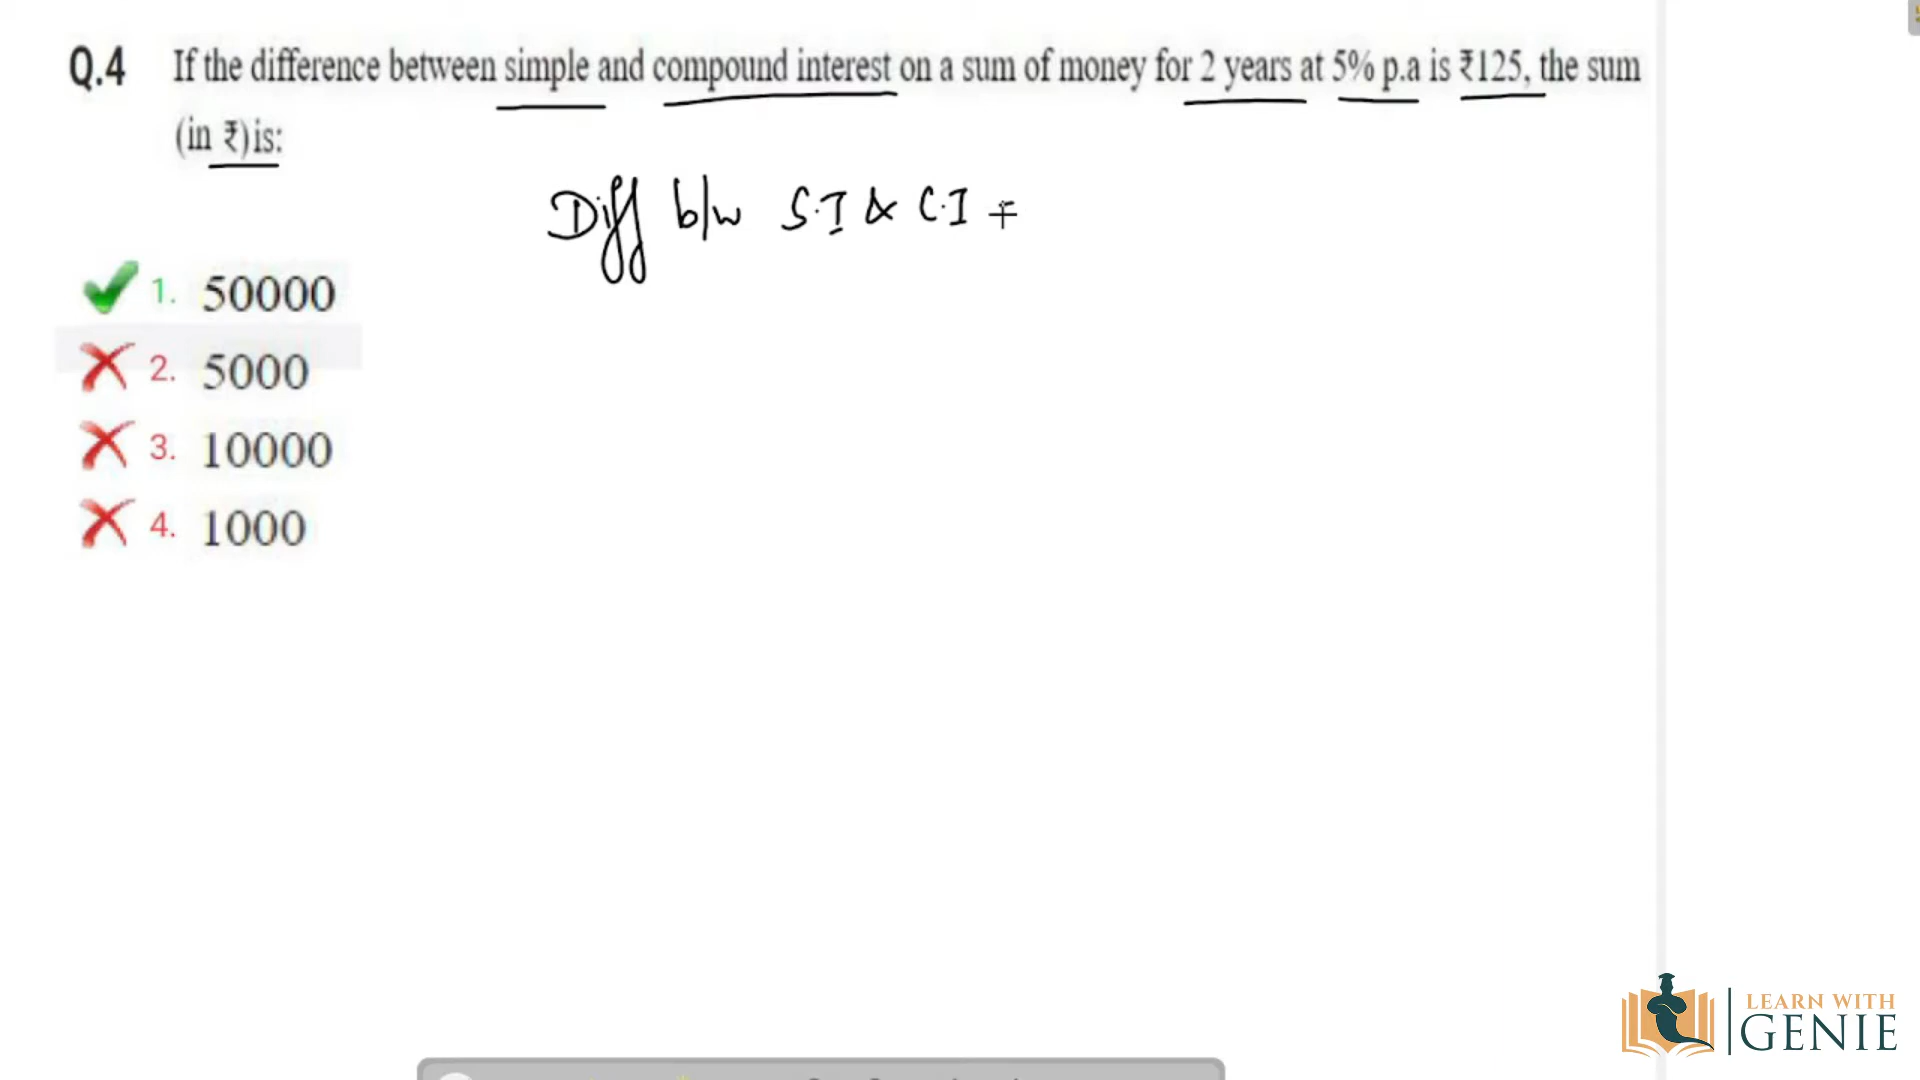 Q.4 If the difference between simple and compound interest on a sum of money for 2 years at 5% p.a is ₹125, the sum
(in ₹)is:
Diff b/w S.I & C.I =
1. 50000
2. 5000
3. 10000
4. 1000
LEARN WITH
GENIE